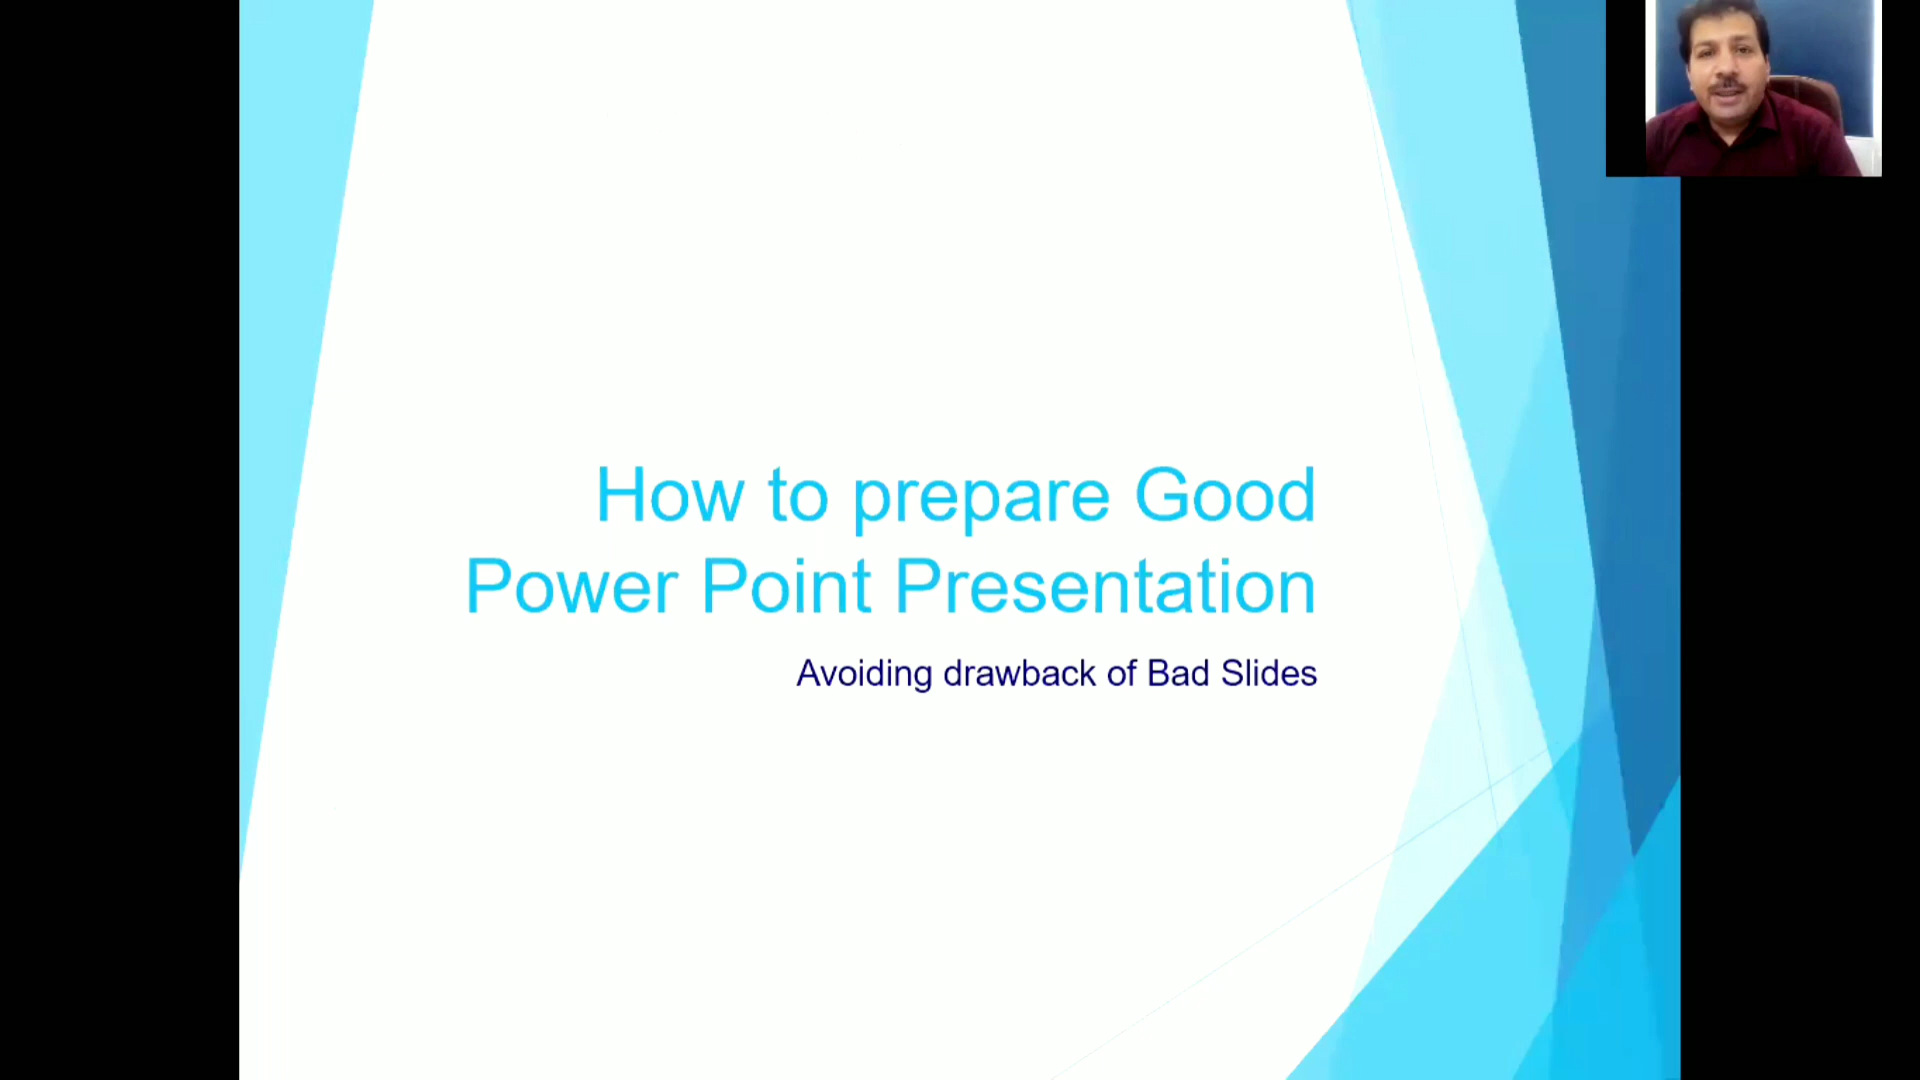 How to prepare Good
Power Point Presentation
Avoiding drawback of Bad Slides